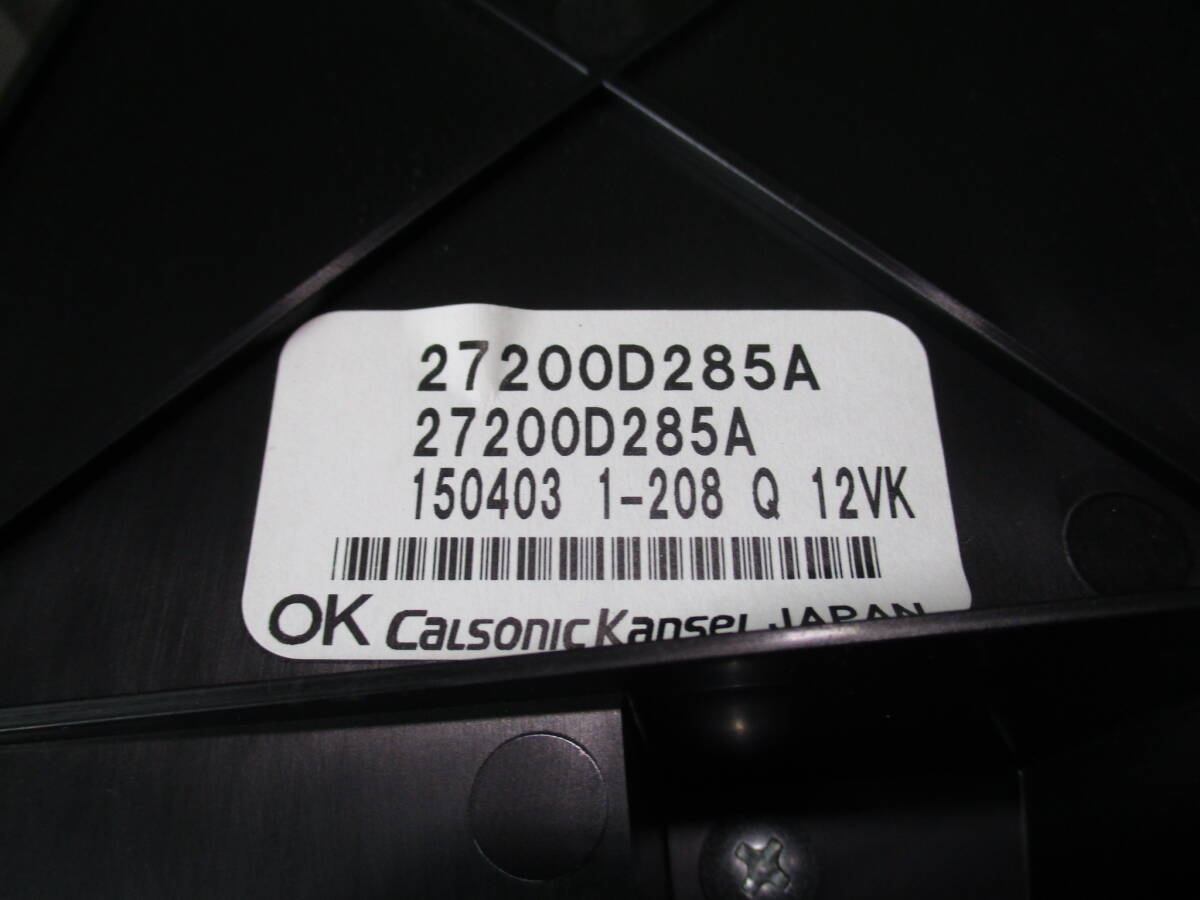 27200D285A
27200D285A
150403 1-208 Q 12VK
OK CalsonicKansei JAPAN